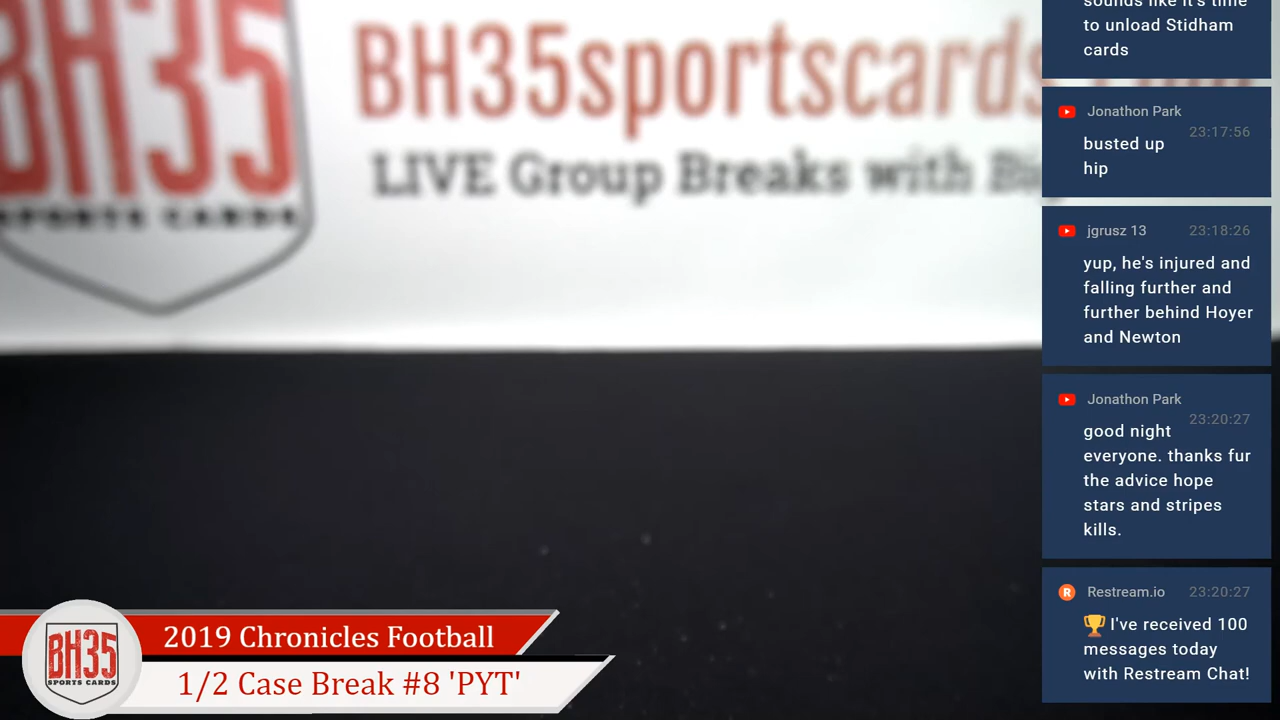 BH35
SPORTS CARDS
BH35sportscards
LIVE Group Breaks with
sounds like it's time
to unload Stidham
cards
Jonathon Park
23:17:56
busted up
hip
jgrusz 13 23:18:26
yup, he's injured and
falling further and
further behind Hoyer
and Newton
Jonathon Park
23:20:27
good night
everyone. thanks fur
the advice hope
stars and stripes
kills.
R Restream.io 23:20:27
🏆 I've received 100
messages today
with Restream Chat!
BH35
SPORTS CARDS
2019 Chronicles Football
1/2 Case Break #8 'PYT'